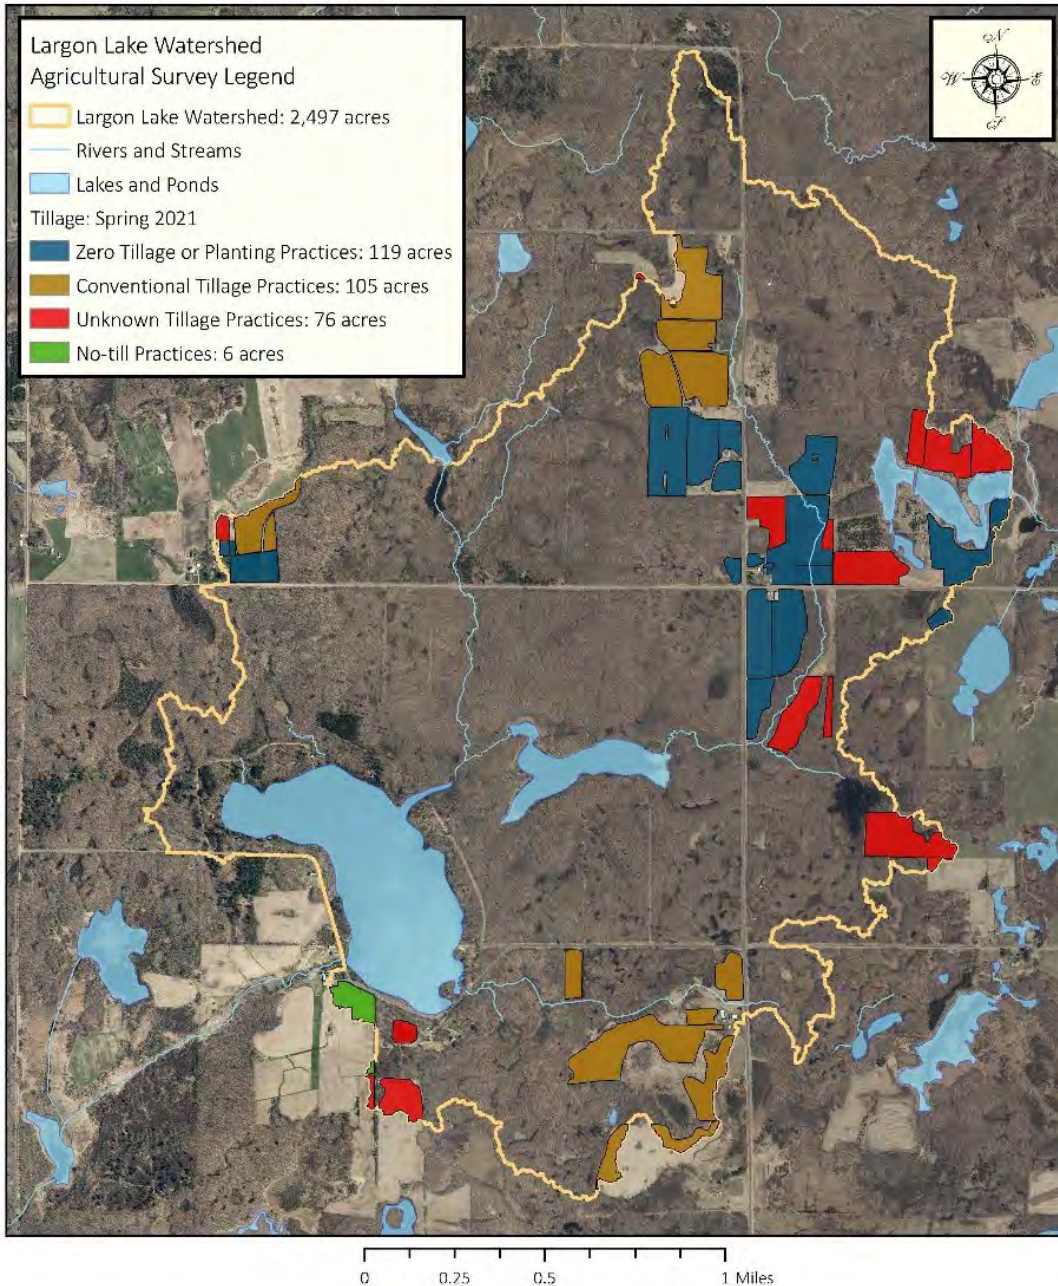 Largon Lake Watershed
Agricultural Survey Legend
Largon Lake Watershed: 2,497 acres
Rivers and Streams
Lakes and Ponds
Tillage: Spring 2021
Zero Tillage or Planting Practices: 119 acres
Conventional Tillage Practices: 105 acres
Unknown Tillage Practices: 76 acres
No-till Practices: 6 acres
N
W E
S
0 0.25 0.5 1 Miles